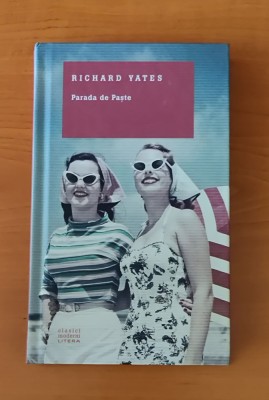 RICHARD YATES
Parada de Paște
clasici
moderni
LITERA